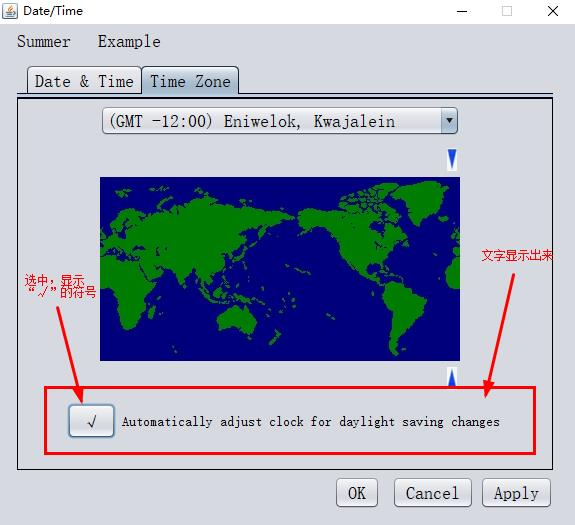 Date/Time
Summer Example
Date & Time Time Zone
(GMT -12:00) Eniwelok, Kwajalein
文字显示出来
选中，显示
“√”的符号
√ Automatically adjust clock for daylight saving changes
OK Cancel Apply